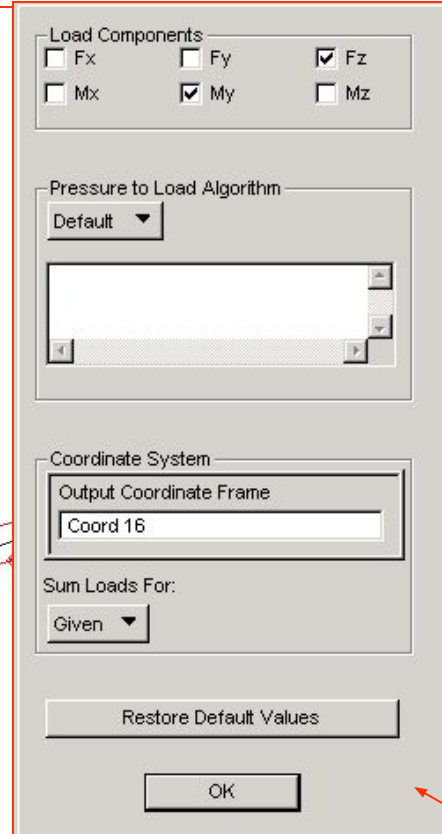 Load Components
Fx Fy Fz
Mx My Mz
Pressure to Load Algorithm
Default
Coordinate System
Output Coordinate Frame
Coord 16
Sum Loads For:
Given
Restore Default Values
OK